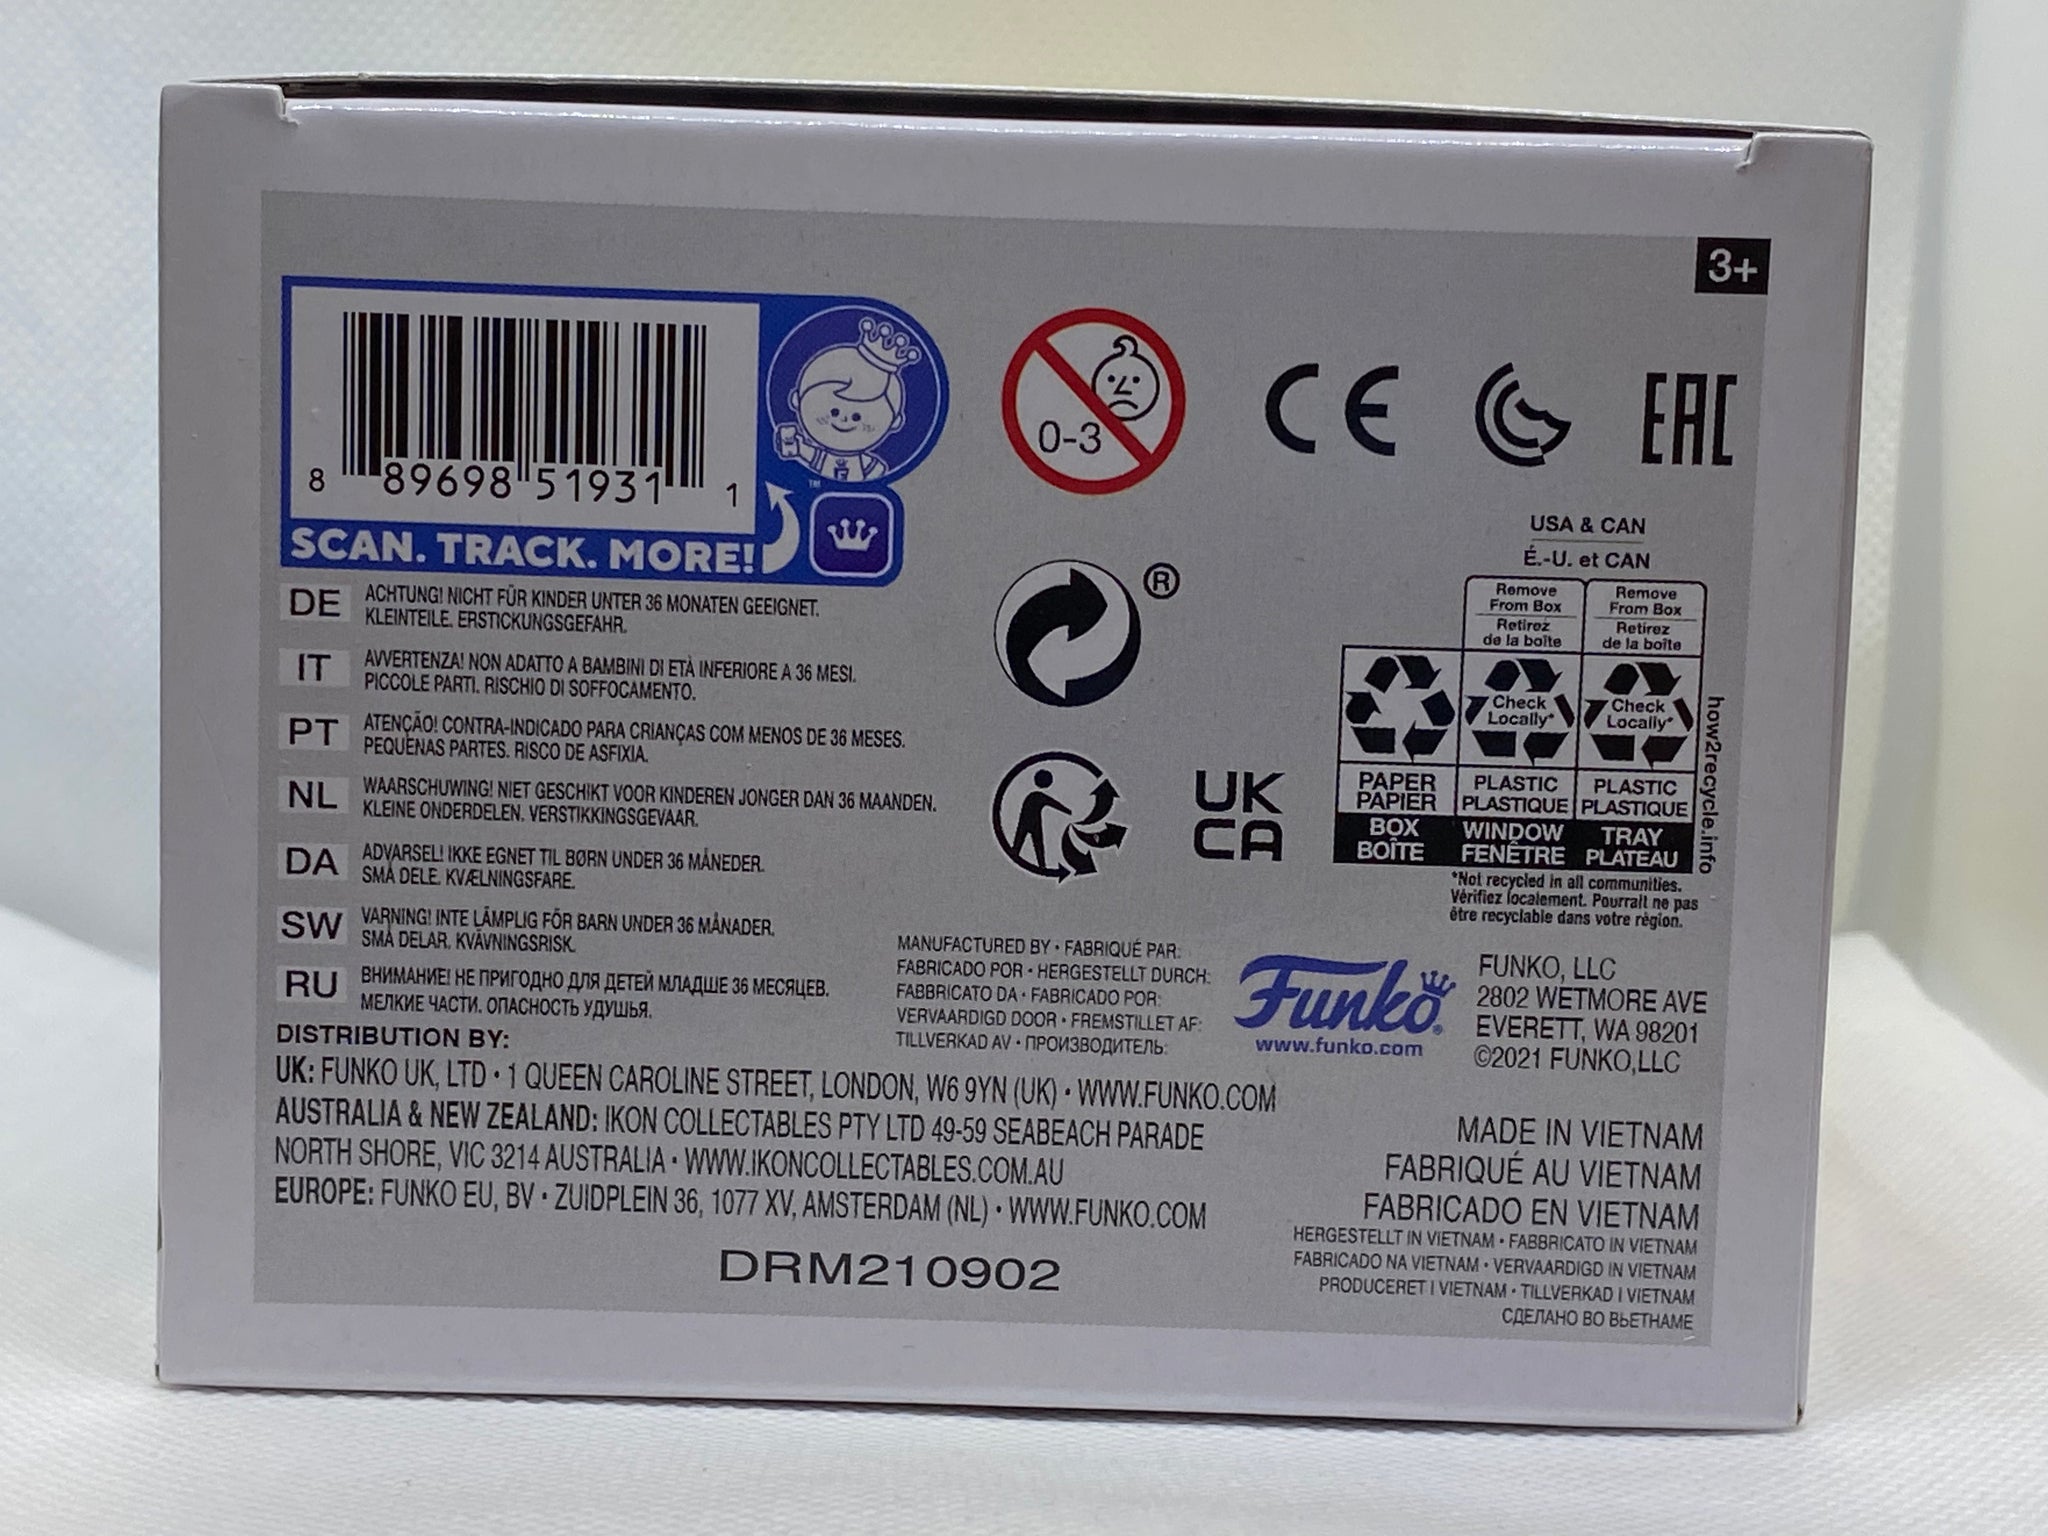 3+
8 89698 51931 1
SCAN. TRACK. MORE!
™
0-3
CE
EAC
DE
ACHTUNG! NICHT FÜR KINDER UNTER 36 MONATEN GEEIGNET.
KLEINTEILE. ERSTICKUNGSGEFAHR.
IT
AVVERTENZA! NON ADATTO A BAMBINI DI ETÀ INFERIORE A 36 MESI.
PICCOLE PARTI. RISCHIO DI SOFFOCAMENTO.
PT
ATENÇÃO! CONTRA-INDICADO PARA CRIANÇAS COM MENOS DE 36 MESES.
PEQUENAS PARTES. RISCO DE ASFIXIA.
NL
WAARSCHUWING! NIET GESCHIKT VOOR KINDEREN JONGER DAN 36 MAANDEN.
KLEINE ONDERDELEN. VERSTIKKINGSGEVAAR.
DA
ADVARSEL! IKKE EGNET TIL BØRN UNDER 36 MÅNEDER.
SMÅ DELE. KVÆLNINGSFARE.
SW
VARNING! INTE LÄMPLIG FÖR BARN UNDER 36 MÅNADER.
SMÅ DELAR. KVÄVNINGSRISK.
RU
ВНИМАНИЕ! НЕ ПРИГОДНО ДЛЯ ДЕТЕЙ МЛАДШЕ 36 МЕСЯЦЕВ.
МЕЛКИЕ ЧАСТИ. ОПАСНОСТЬ УДУШЬЯ.
®
UK
CA
USA & CAN
É.-U. et CAN
Remove
From Box
Retirez
de la boîte
Remove
From Box
Retirez
de la boîte
Check
Locally*
Check
Locally*
PAPER
PAPIER
PLASTIC
PLASTIQUE
PLASTIC
PLASTIQUE
BOX
BOÎTE
WINDOW
FENÊTRE
TRAY
PLATEAU
how2recycle.info
*Not recycled in all communities.
Vérifiez localement. Pourrait ne pas
être recyclable dans votre région.
MANUFACTURED BY • FABRIQUÉ PAR:
FABRICADO POR • HERGESTELLT DURCH:
FABBRICATO DA • FABRICADO POR:
VERVAARDIGD DOOR • FREMSTILLET AF:
TILLVERKAD AV • ПРОИЗВОДИТЕЛЬ:
Funko®
www.funko.com
FUNKO, LLC
2802 WETMORE AVE
EVERETT, WA 98201
©2021 FUNKO,LLC
DISTRIBUTION BY:
UK: FUNKO UK, LTD • 1 QUEEN CAROLINE STREET, LONDON, W6 9YN (UK) • WWW.FUNKO.COM
AUSTRALIA & NEW ZEALAND: IKON COLLECTABLES PTY LTD 49-59 SEABEACH PARADE
NORTH SHORE, VIC 3214 AUSTRALIA • WWW.IKONCOLLECTABLES.COM.AU
EUROPE: FUNKO EU, BV • ZUIDPLEIN 36, 1077 XV, AMSTERDAM (NL) • WWW.FUNKO.COM
DRM210902
MADE IN VIETNAM
FABRIQUÉ AU VIETNAM
FABRICADO EN VIETNAM
HERGESTELLT IN VIETNAM • FABBRICATO IN VIETNAM
FABRICADO NA VIETNAM • VERVAARDIGD IN VIETNAM
PRODUCERET I VIETNAM • TILLVERKAD I VIETNAM
СДЕЛАНО ВО ВЬЕТНАМЕ